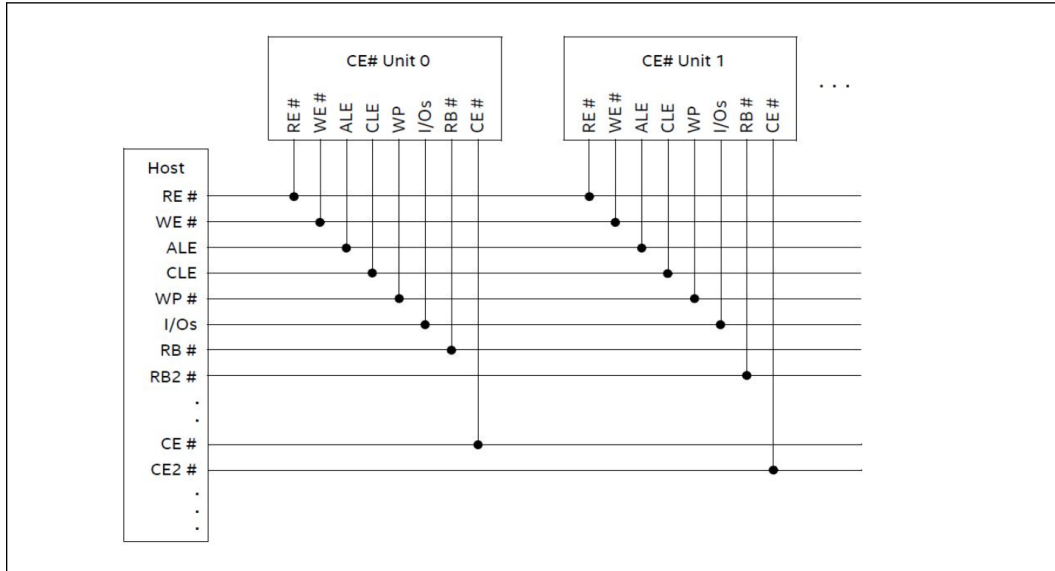 CE# Unit 0
CE# Unit 1
. . .
RE #
WE #
ALE
CLE
WP
I/Os
RB #
CE #
RE #
WE #
ALE
CLE
WP
I/Os
RB #
CE #
Host
RE #
WE #
ALE
CLE
WP #
I/Os
RB #
RB2 #
.
.
CE #
CE2 #
.
.
.